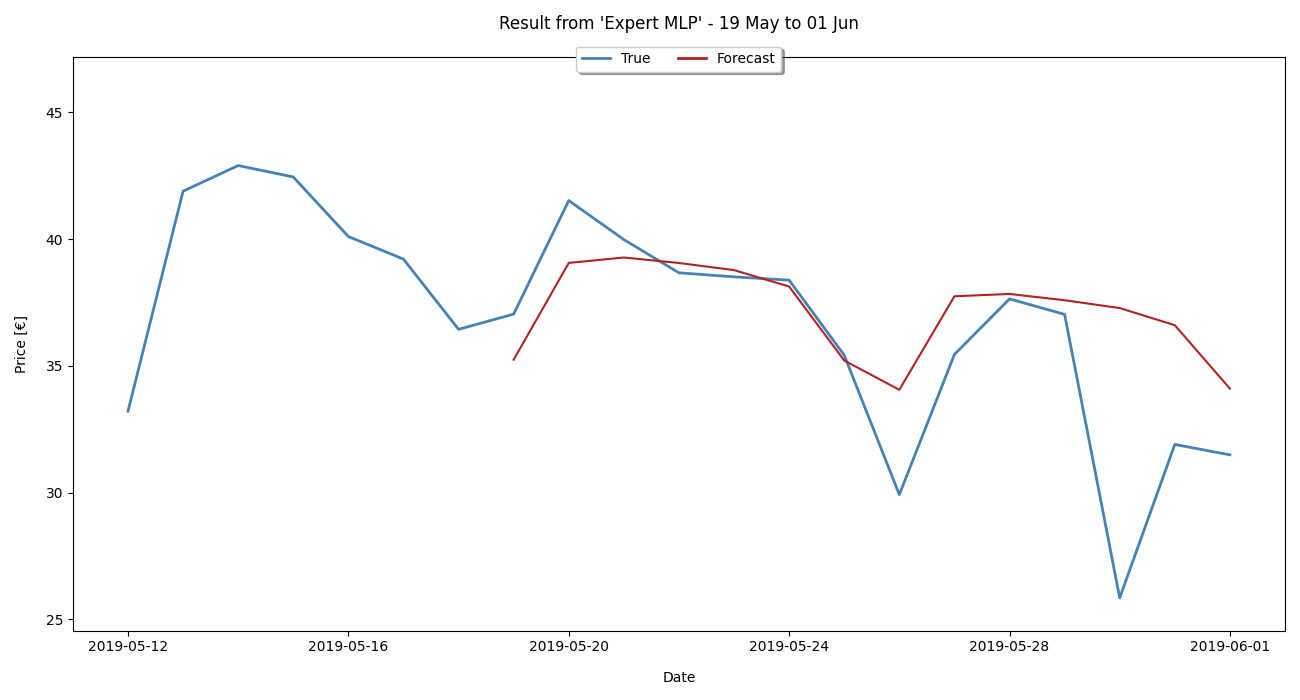 Result from 'Expert MLP' - 19 May to 01 Jun
True Forecast
45
40
35
30
25
Price [€]
2019-05-12 2019-05-16 2019-05-20 2019-05-24 2019-05-28 2019-06-01
Date